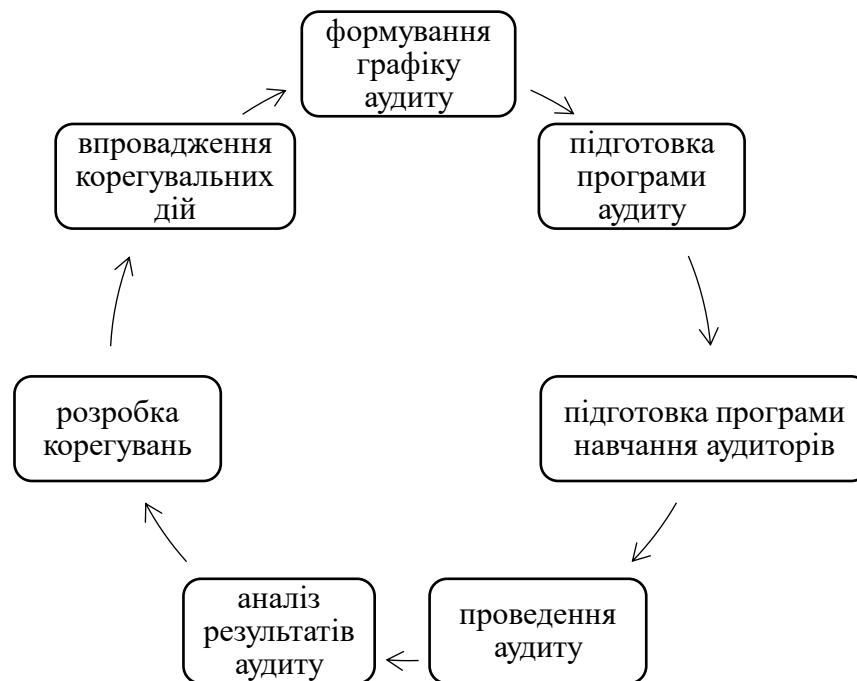 формування
графіку
аудиту
підготовка
програми
аудиту
підготовка програми
навчання аудиторів
проведення
аудиту
аналіз
результатів
аудиту
розробка
корегувань
впровадження
корегувальних
дій